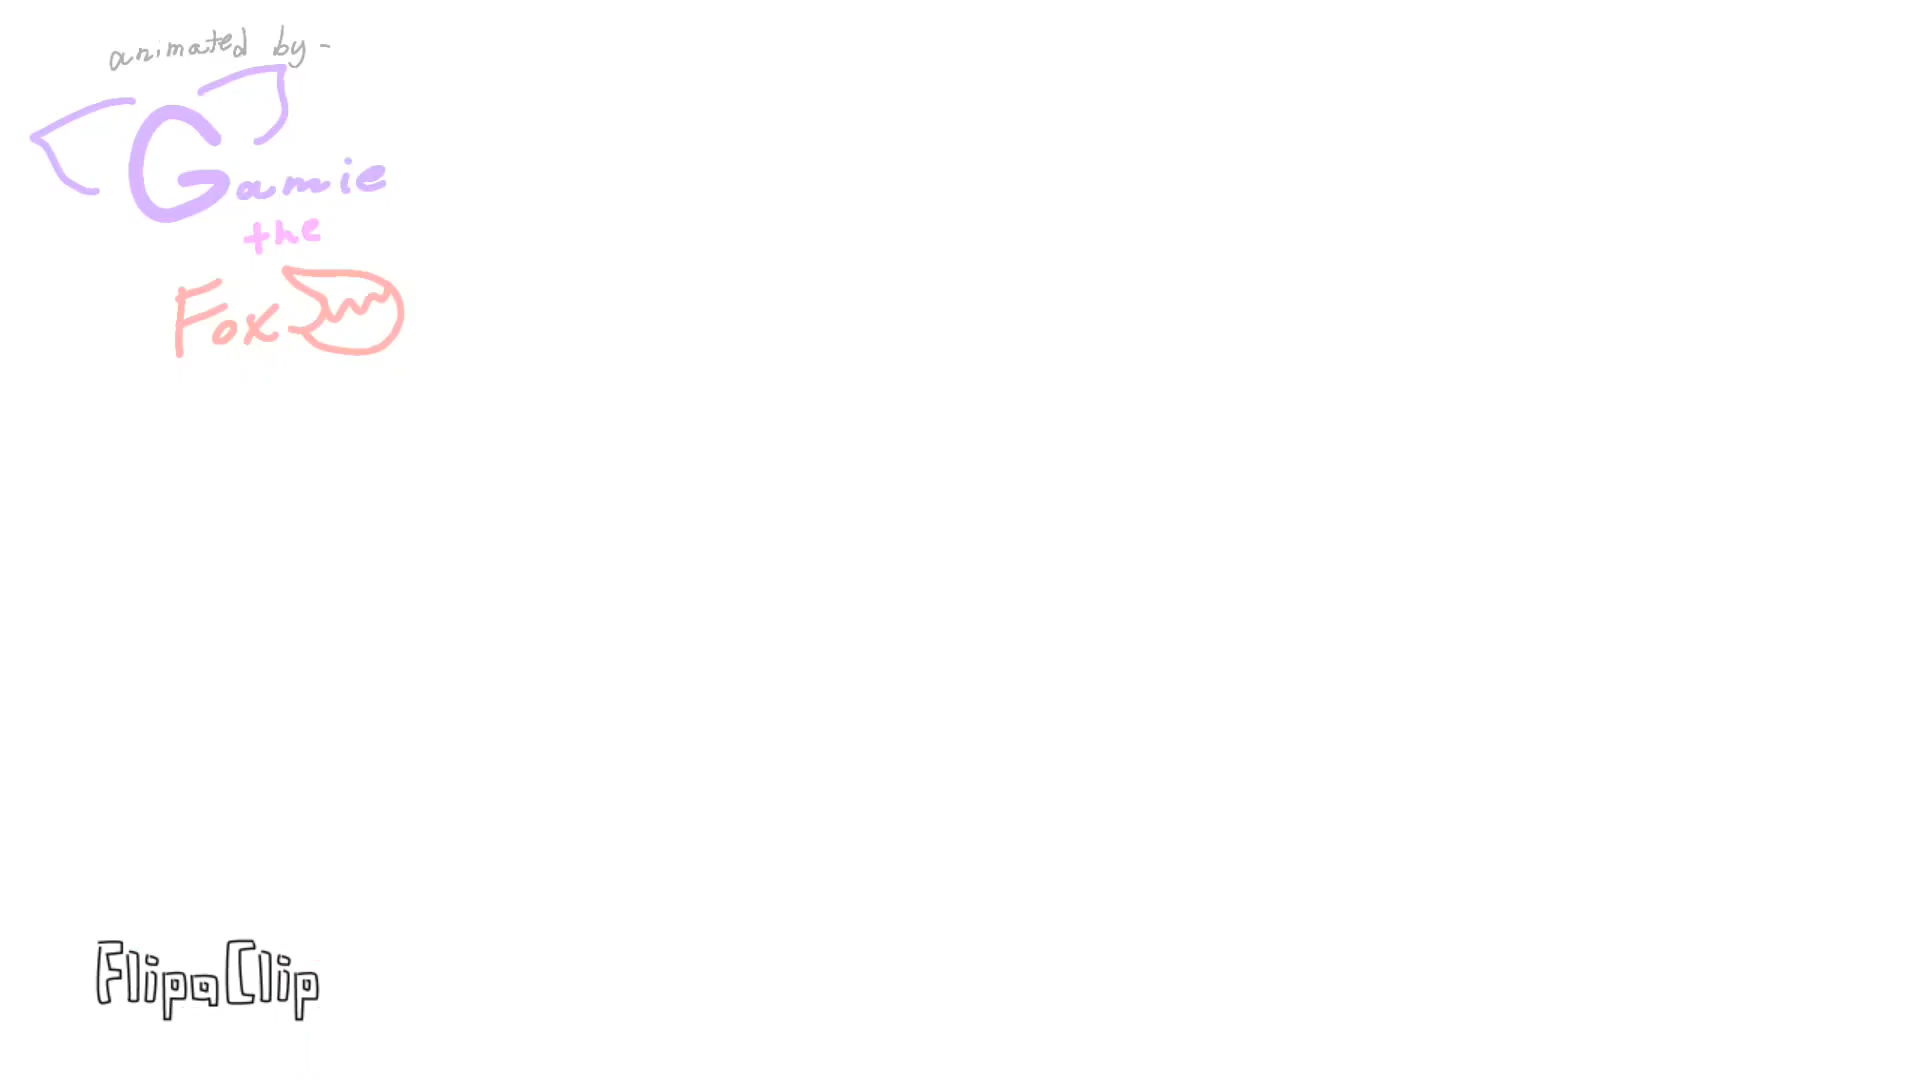 animated by-
Gamie
the
Fox
FlipaClip